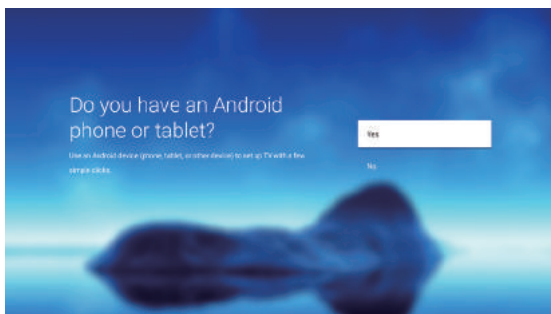 Do you have an Android
phone or tablet?
Use an Android device (phone, tablet, or other device) to set up TV with a few
simple clicks.
Yes
No